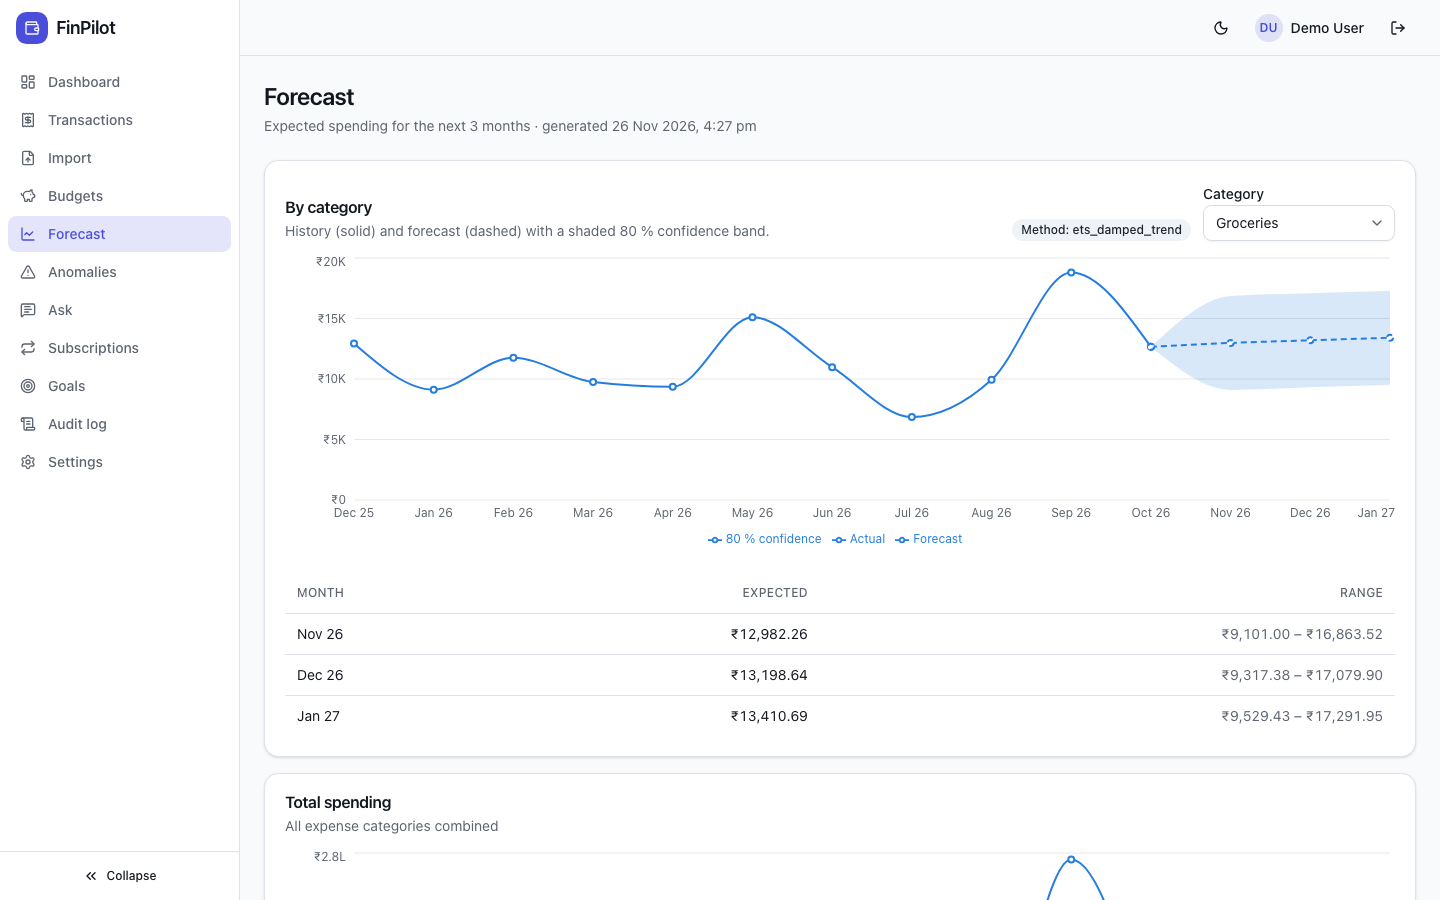 FinPilot
Dashboard
Transactions
Import
Budgets
Forecast
Anomalies
Ask
Subscriptions
Goals
Audit log
Settings
Collapse
DU Demo User
Forecast
Expected spending for the next 3 months · generated 26 Nov 2026, 4:27 pm
By category
History (solid) and forecast (dashed) with a shaded 80 % confidence band.
Method: ets_damped_trend
Category
Groceries
₹20K
₹15K
₹10K
₹5K
₹0
Dec 25 Jan 26 Feb 26 Mar 26 Apr 26 May 26 Jun 26 Jul 26 Aug 26 Sep 26 Oct 26 Nov 26 Dec 26 Jan 27
80 % confidence Actual Forecast
MONTH EXPECTED RANGE
Nov 26 ₹12,982.26 ₹9,101.00 – ₹16,863.52
Dec 26 ₹13,198.64 ₹9,317.38 – ₹17,079.90
Jan 27 ₹13,410.69 ₹9,529.43 – ₹17,291.95
Total spending
All expense categories combined
₹2.8L